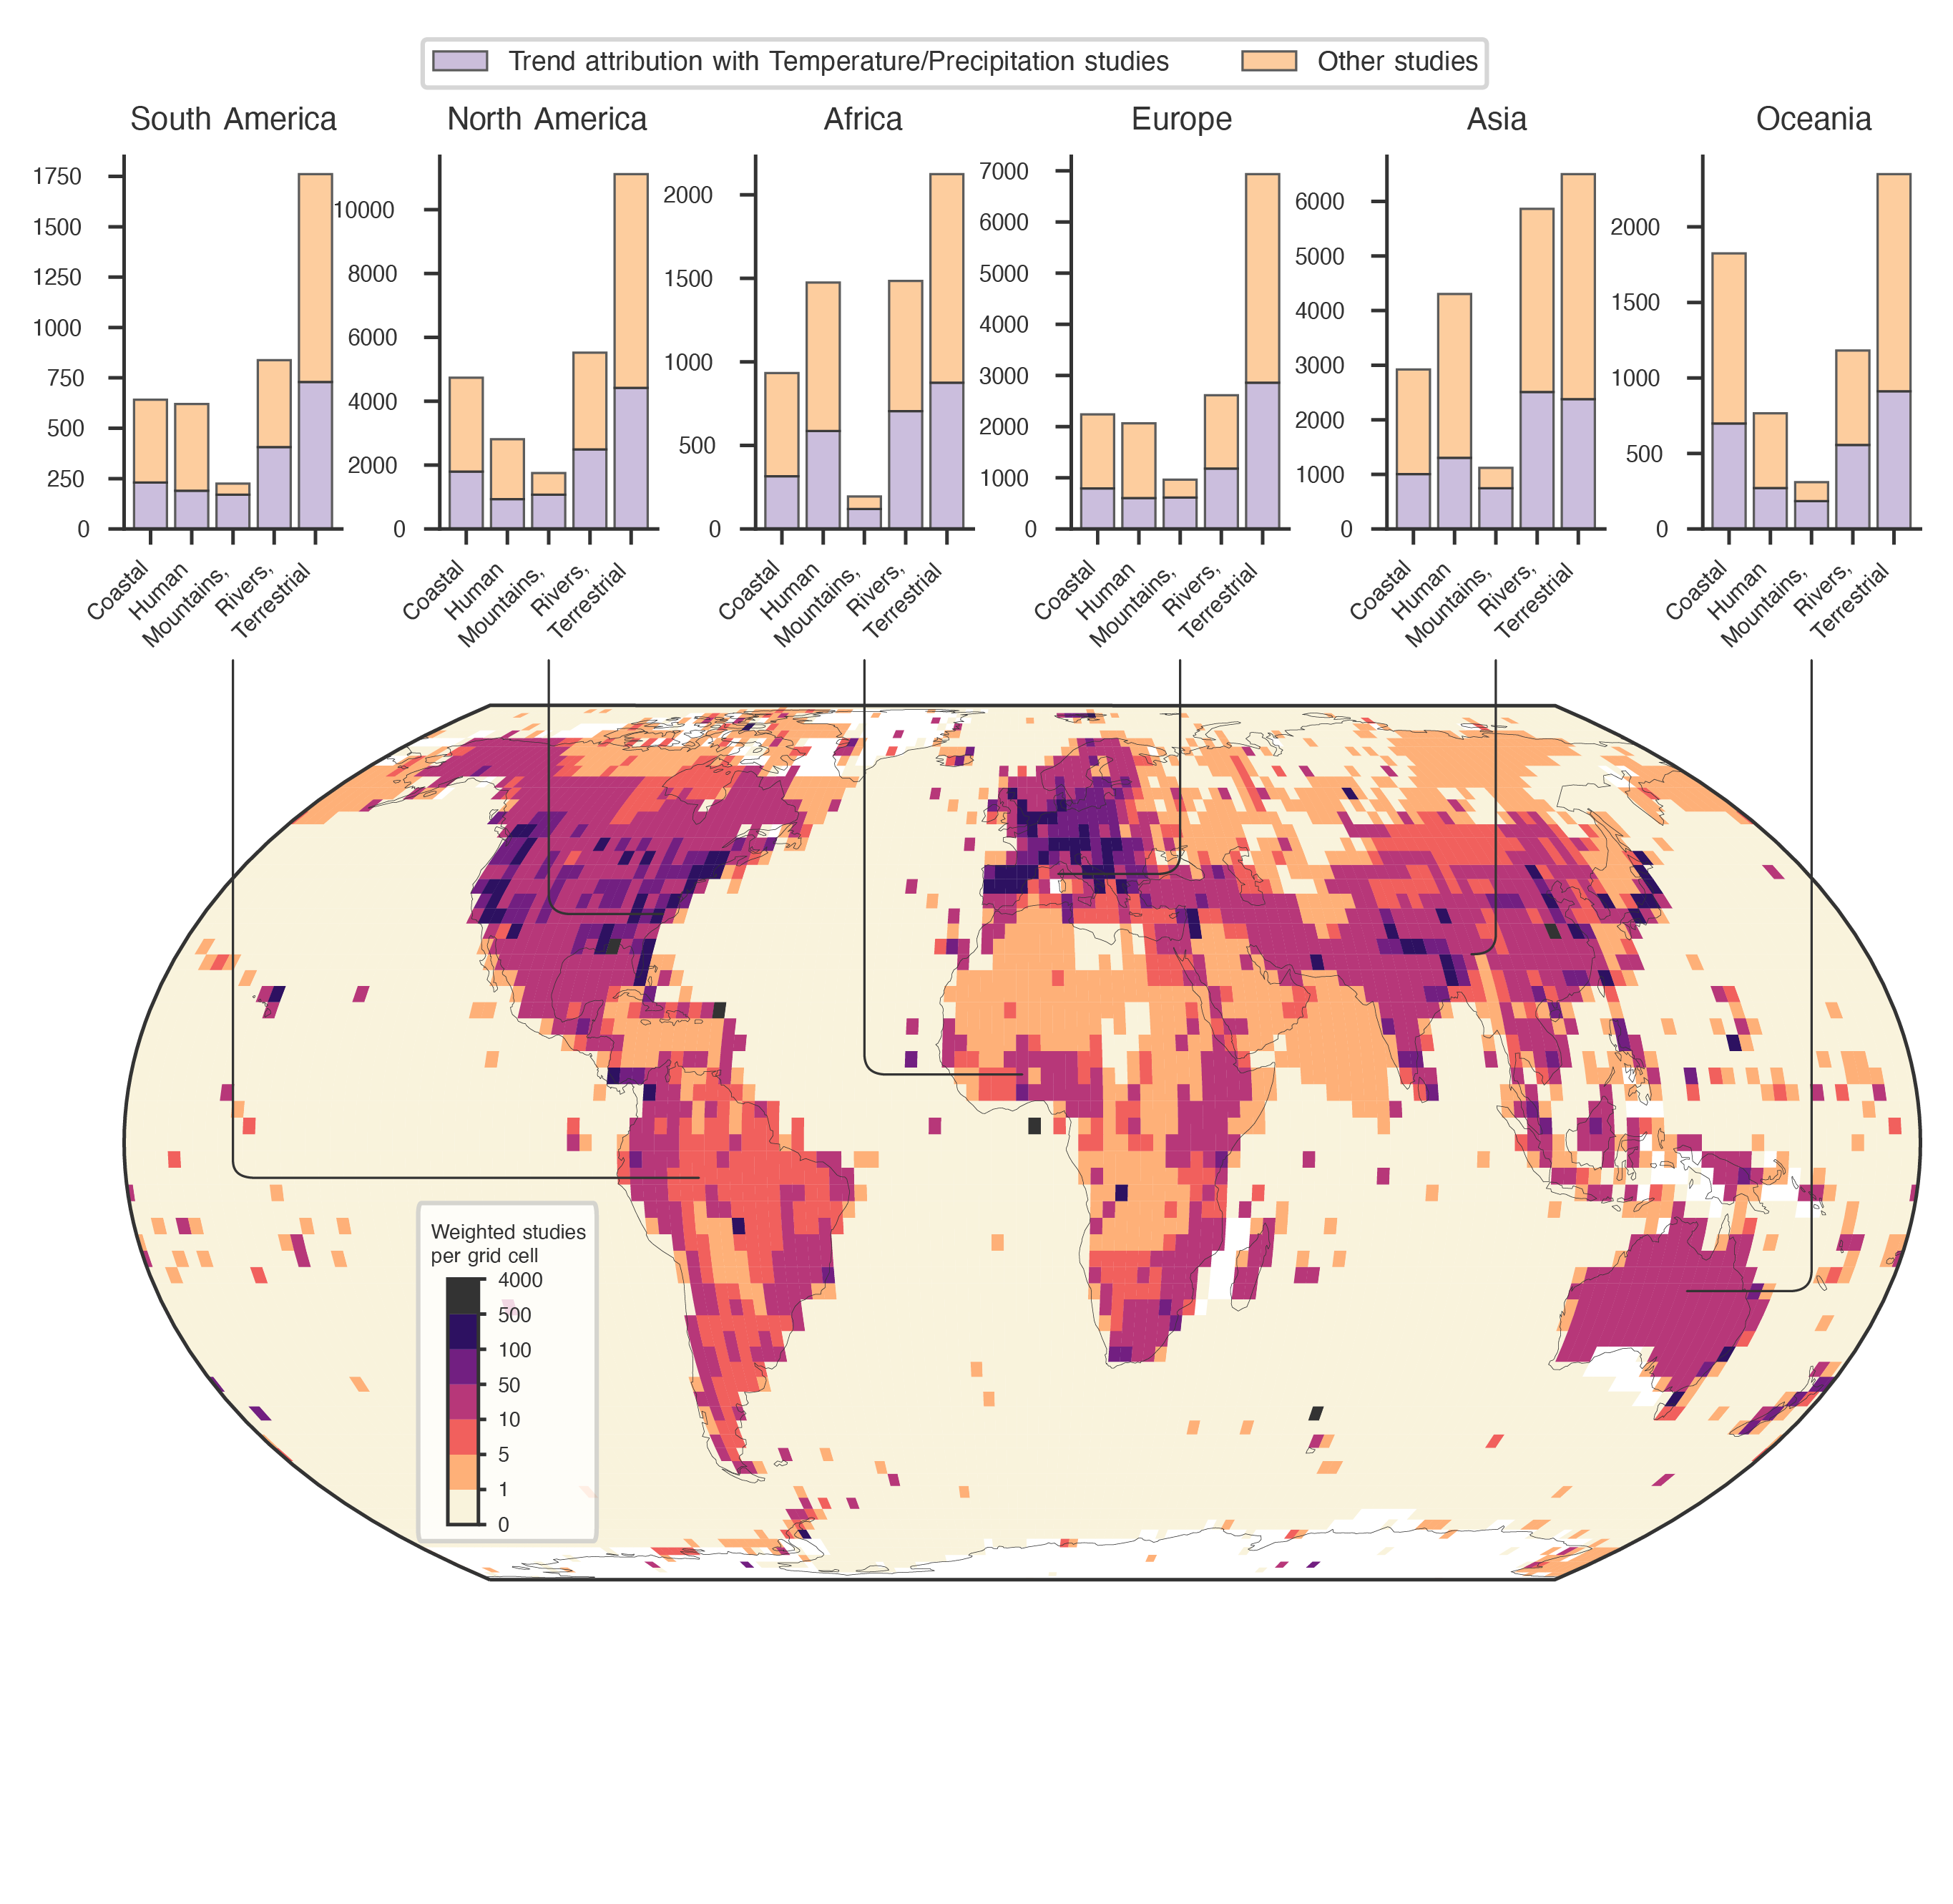 Trend attribution with Temperature/Precipitation studies
Other studies
South America
1750
1500
1250
1000
750
500
250
0
Coastal
Human
Mountains,
Rivers,
Terrestrial
North America
10000
8000
6000
4000
2000
0
Coastal
Human
Mountains,
Rivers,
Terrestrial
Africa
2000
1500
1000
500
0
Coastal
Human
Mountains,
Rivers,
Terrestrial
Europe
7000
6000
5000
4000
3000
2000
1000
0
Coastal
Human
Mountains,
Rivers,
Terrestrial
Asia
6000
5000
4000
3000
2000
1000
0
Coastal
Human
Mountains,
Rivers,
Terrestrial
Oceania
2000
1500
1000
500
0
Coastal
Human
Mountains,
Rivers,
Terrestrial
Weighted studies
per grid cell
4000
500
100
50
10
5
1
0